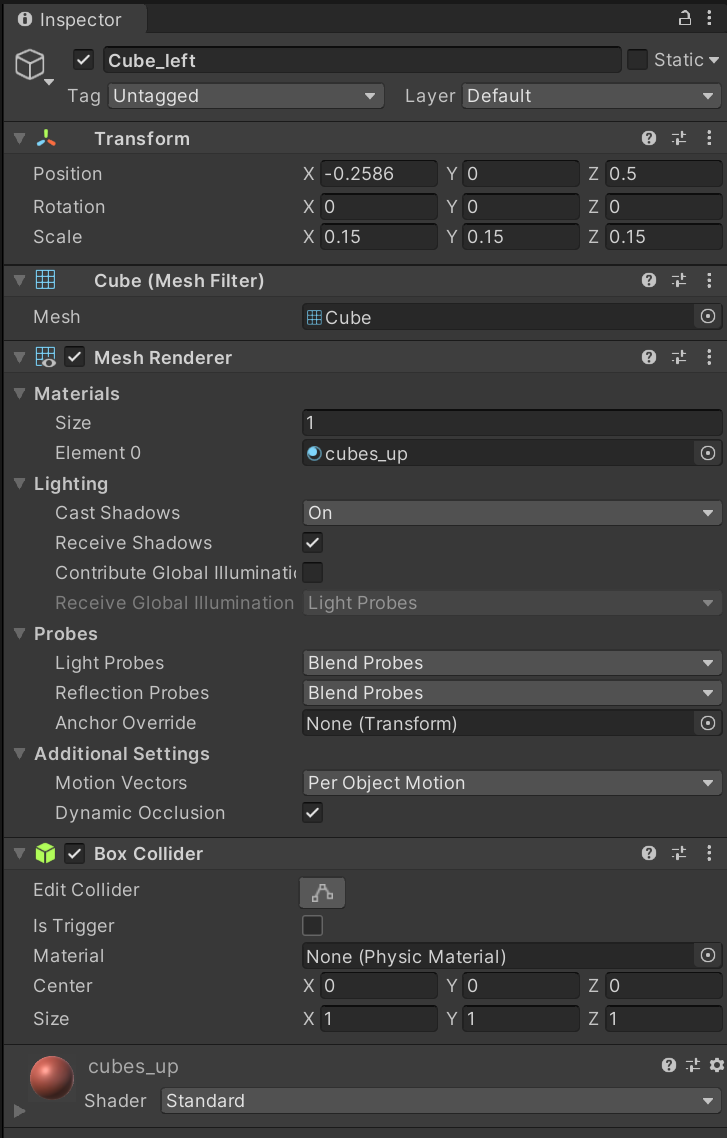 Inspector
Cube_left Static
Tag Untagged Layer Default
Transform
Position X -0.2586 Y 0 Z 0.5
Rotation X 0 Y 0 Z 0
Scale X 0.15 Y 0.15 Z 0.15
Cube (Mesh Filter)
Mesh Cube
Mesh Renderer
Materials
Size 1
Element 0 cubes_up
Lighting
Cast Shadows On
Receive Shadows
Contribute Global Illuminati
Receive Global Illumination Light Probes
Probes
Light Probes Blend Probes
Reflection Probes Blend Probes
Anchor Override None (Transform)
Additional Settings
Motion Vectors Per Object Motion
Dynamic Occlusion
Box Collider
Edit Collider
Is Trigger
Material None (Physic Material)
Center X 0 Y 0 Z 0
Size X 1 Y 1 Z 1
cubes_up
Shader Standard